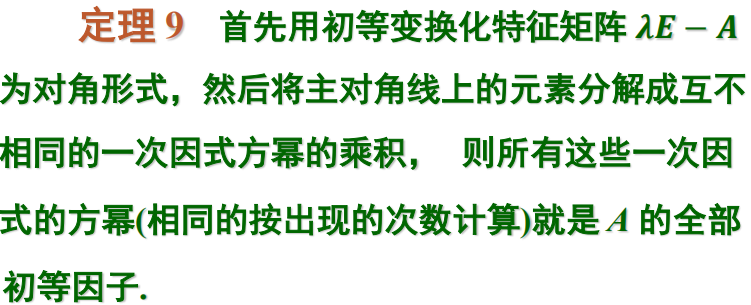 定理9 首先用初等变换化特征矩阵 λE − A
为对角形式，然后将主对角线上的元素分解成互不
相同的一次因式方幂的乘积， 则所有这些一次因
式的方幂(相同的按出现的次数计算)就是 A 的全部
初等因子.